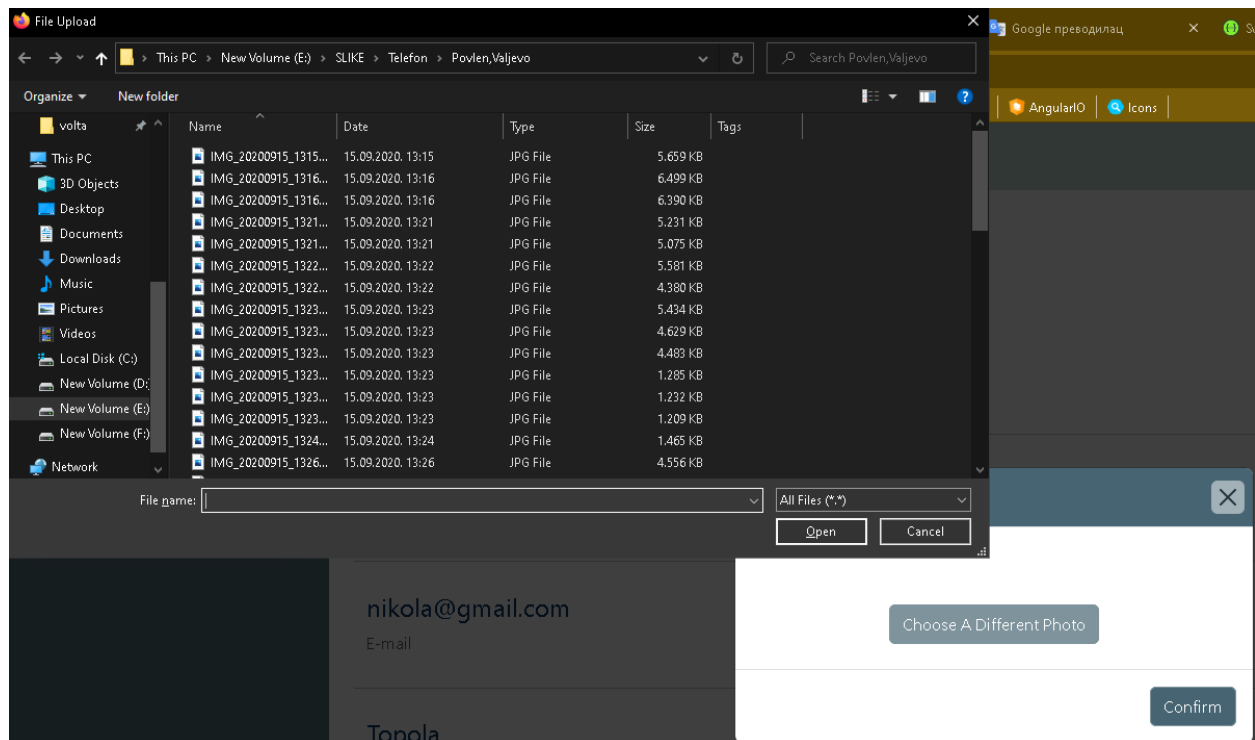 File Upload
Google преводилац
This PC > New Volume (E:) > SLIKE > Telefon > Povlen,Valjevo
Search Povlen,Valjevo
Organize
New folder
AngularIO
Icons
volta
This PC
3D Objects
Desktop
Documents
Downloads
Music
Pictures
Videos
Local Disk (C:)
New Volume (D:
New Volume (E:)
New Volume (F:)
Network
Name Date Type Size Tags
IMG_20200915_1315... 15.09.2020. 13:15 JPG File 5.659 KB
IMG_20200915_1316... 15.09.2020. 13:16 JPG File 6.499 KB
IMG_20200915_1316... 15.09.2020. 13:16 JPG File 6.390 KB
IMG_20200915_1321... 15.09.2020. 13:21 JPG File 5.231 KB
IMG_20200915_1321... 15.09.2020. 13:21 JPG File 5.075 KB
IMG_20200915_1322... 15.09.2020. 13:22 JPG File 5.581 KB
IMG_20200915_1322... 15.09.2020. 13:22 JPG File 4.380 KB
IMG_20200915_1323... 15.09.2020. 13:23 JPG File 5.434 KB
IMG_20200915_1323... 15.09.2020. 13:23 JPG File 4.629 KB
IMG_20200915_1323... 15.09.2020. 13:23 JPG File 4.483 KB
IMG_20200915_1323... 15.09.2020. 13:23 JPG File 1.285 KB
IMG_20200915_1323... 15.09.2020. 13:23 JPG File 1.232 KB
IMG_20200915_1323... 15.09.2020. 13:23 JPG File 1.209 KB
IMG_20200915_1324... 15.09.2020. 13:24 JPG File 1.465 KB
IMG_20200915_1326... 15.09.2020. 13:26 JPG File 4.556 KB
File name:
All Files (*.*)
Open
Cancel
nikola@gmail.com
E-mail
Topola
Choose A Different Photo
Confirm